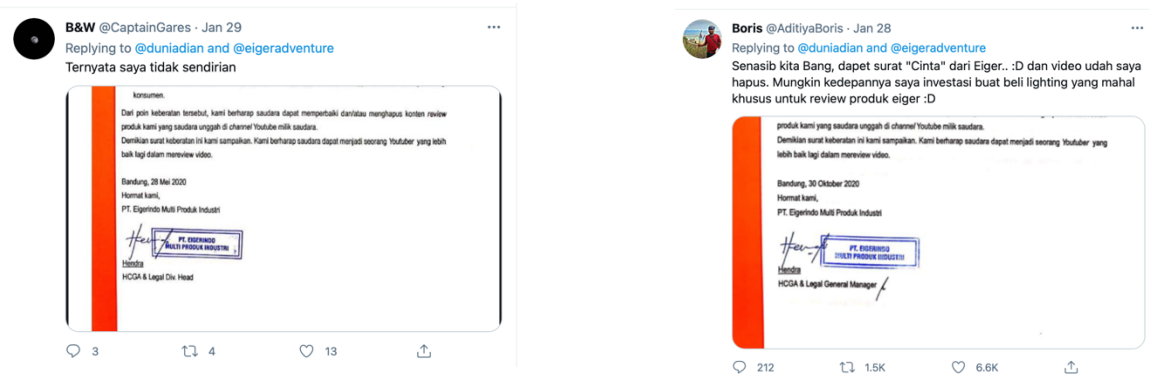 B&W @CaptainGares · Jan 29
Replying to @duniadian and @eigeradventure
Ternyata saya tidak sendirian
konsumen.
Dari poin keberatan tersebut, kami berharap saudara dapat memperbaiki dan/atau menghapus konten review
produk kami yang saudara unggah di channel Youtube milik saudara.
Demikian surat keberatan ini kami sampaikan. Kami berharap saudara dapat menjadi seorang Youtuber yang lebih
baik lagi dalam mereview video.
Bandung, 28 Mei 2020
Hormat kami,
PT. Eigerindo Multi Produk Industri
PT. EIGERINDO
MULTI PRODUK INDUSTRI
Hendra
HCGA & Legal Div. Head
3 4 13
Boris @AditiyaBoris · Jan 28
Replying to @duniadian and @eigeradventure
Senasib kita Bang, dapet surat "Cinta" dari Eiger.. :D dan video udah saya
hapus. Mungkin kedepannya saya investasi buat beli lighting yang mahal
khusus untuk review produk eiger :D
produk kami yang saudara unggah di channel Youtube milik saudara.
Demikian surat keberatan ini kami sampaikan. Kami berharap saudara dapat menjadi seorang Youtuber yang
lebih baik lagi dalam mereview video.
Bandung, 30 Oktober 2020
Hormat kami,
PT. Eigerindo Multi Produk Industri
PT. EIGERINDO
MULTI PRODUK INDUSTRI
Hendra
HCGA & Legal General Manager
212 1.5K 6.6K